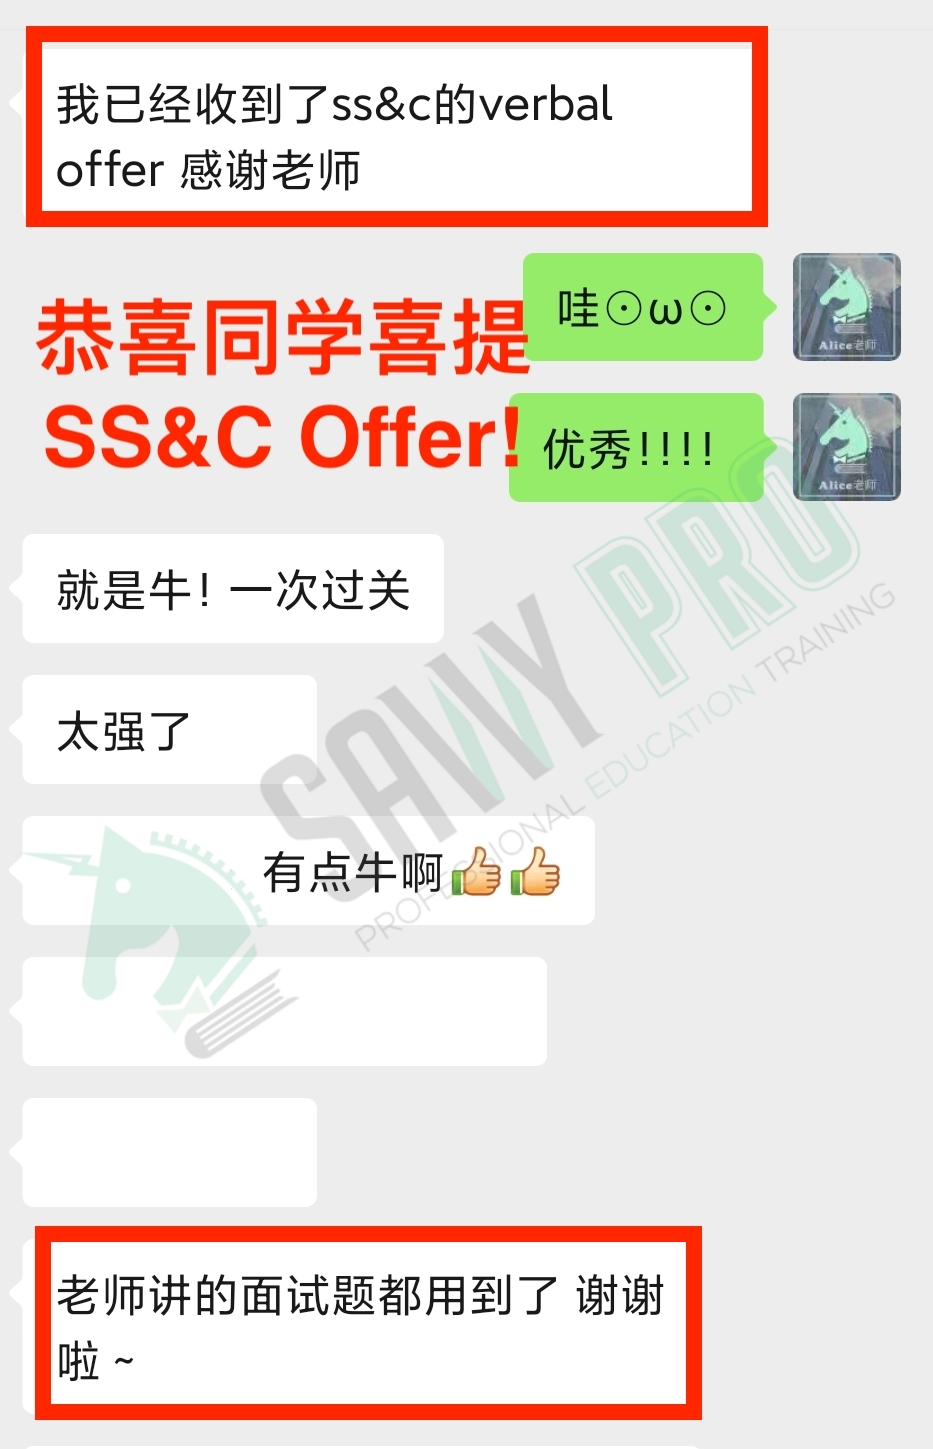 我已经收到了ss&c的verbal
offer 感谢老师
哇⊙ω⊙
Alice老师
恭喜同学喜提
SS&C Offer!
优秀!!!!
Alice老师
就是牛! 一次过关
太强了
有点牛啊👍👍
SAVVY PRO
PROFESSIONAL EDUCATION TRAINING
老师讲的面试题都用到了 谢谢
啦 ~